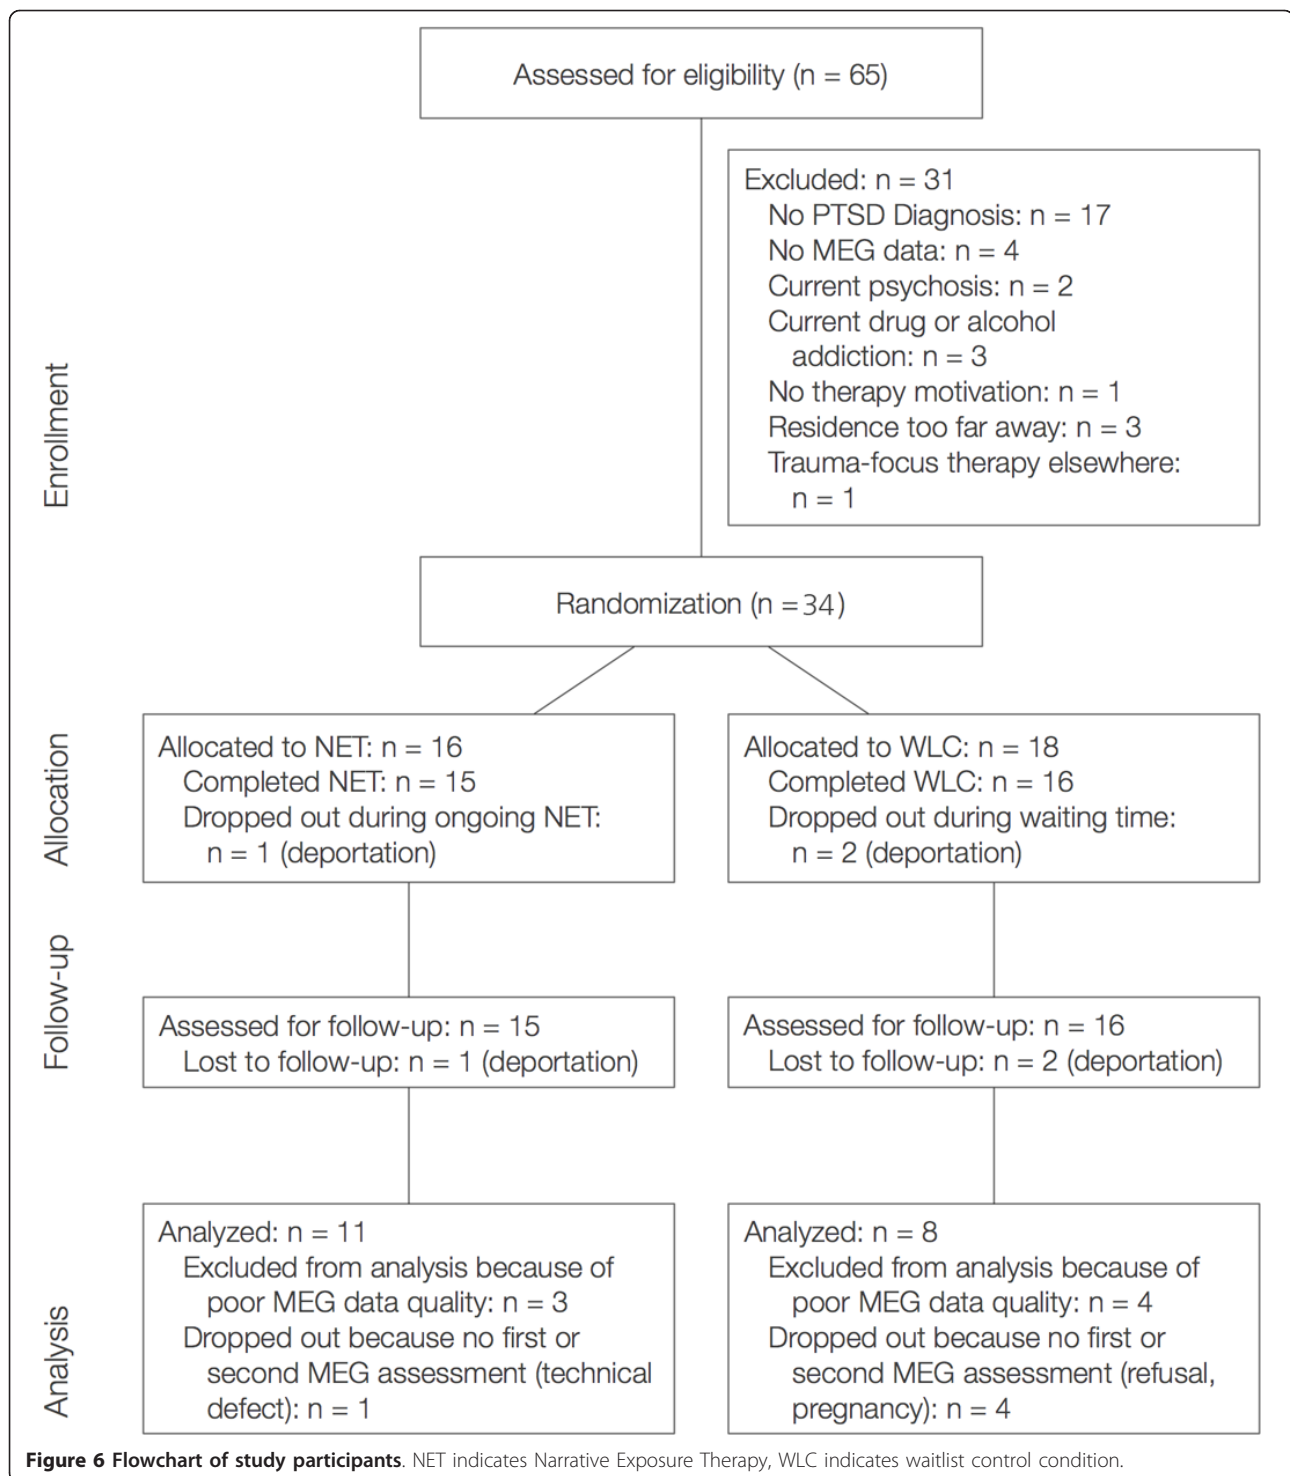 Assessed for eligibility (n = 65)
Excluded: n = 31
No PTSD Diagnosis: n = 17
No MEG data: n = 4
Current psychosis: n = 2
Current drug or alcohol
addiction: n = 3
No therapy motivation: n = 1
Residence too far away: n = 3
Trauma-focus therapy elsewhere:
n = 1
Enrollment
Randomization (n = 34)
Allocation
Allocated to NET: n = 16
Completed NET: n = 15
Dropped out during ongoing NET:
n = 1 (deportation)
Allocated to WLC: n = 18
Completed WLC: n = 16
Dropped out during waiting time:
n = 2 (deportation)
Follow-up
Assessed for follow-up: n = 15
Lost to follow-up: n = 1 (deportation)
Assessed for follow-up: n = 16
Lost to follow-up: n = 2 (deportation)
Analysis
Analyzed: n = 11
Excluded from analysis because of
poor MEG data quality: n = 3
Dropped out because no first or
second MEG assessment (technical
defect): n = 1
Analyzed: n = 8
Excluded from analysis because of
poor MEG data quality: n = 4
Dropped out because no first or
second MEG assessment (refusal,
pregnancy): n = 4
Figure 6 Flowchart of study participants. NET indicates Narrative Exposure Therapy, WLC indicates waitlist control condition.